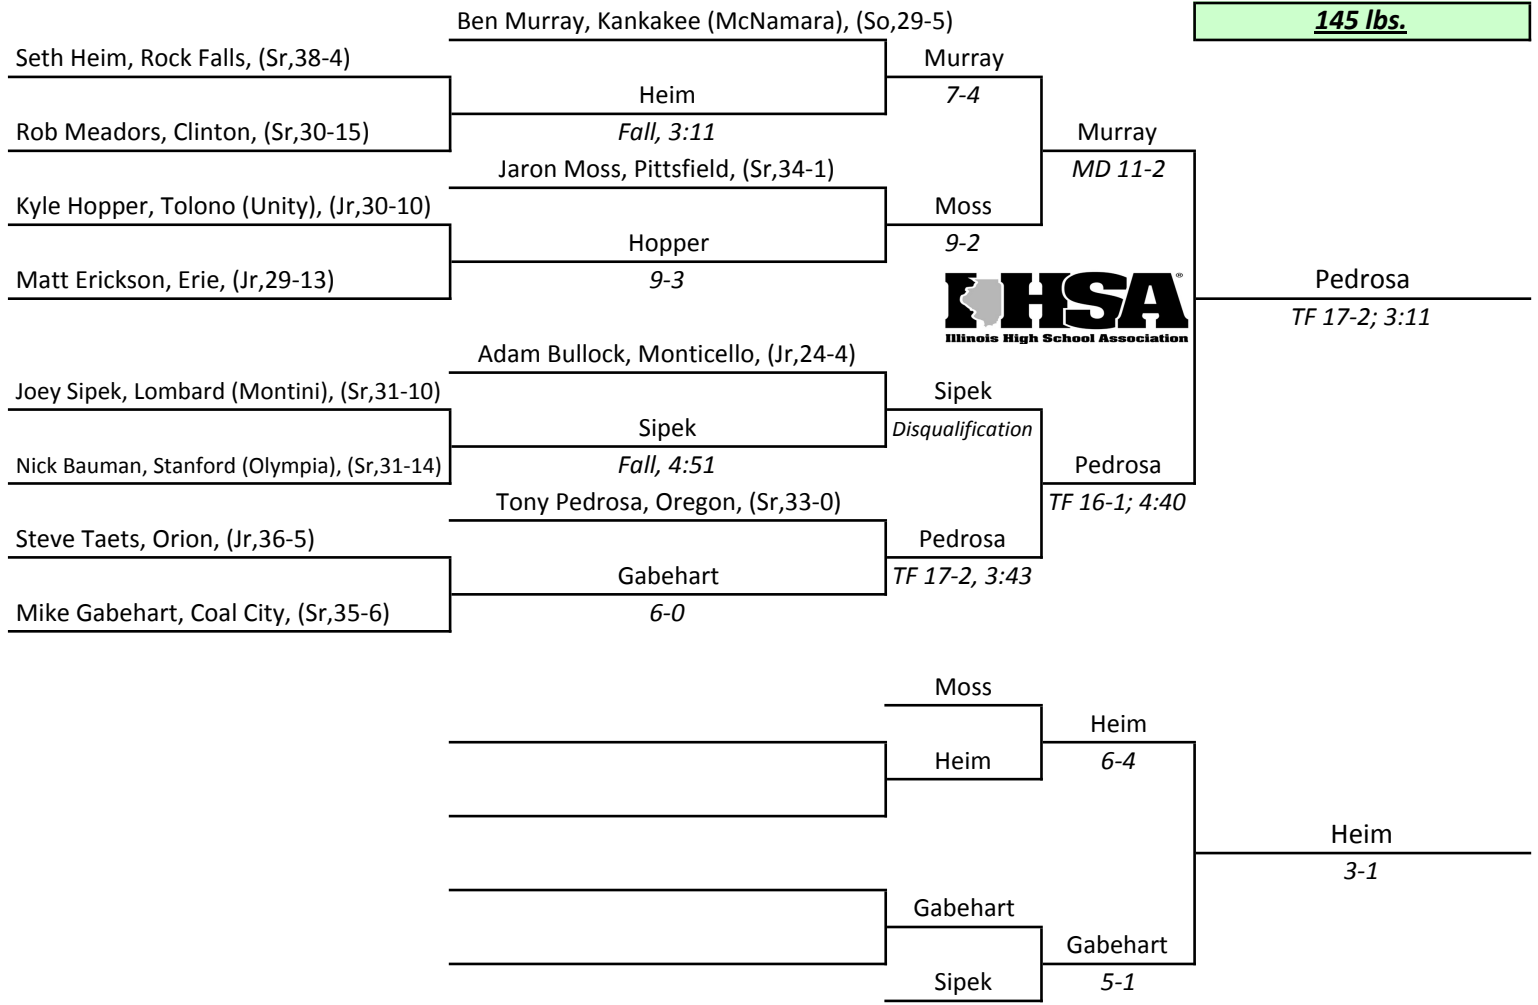 Ben Murray, Kankakee (McNamara), (So,29-5)
145 lbs.
Seth Heim, Rock Falls, (Sr,38-4)
Murray
Heim
7-4
Rob Meadors, Clinton, (Sr,30-15)
Fall, 3:11
Murray
Jaron Moss, Pittsfield, (Sr,34-1)
MD 11-2
Kyle Hopper, Tolono (Unity), (Jr,30-10)
Moss
Hopper
9-2
Matt Erickson, Erie, (Jr,29-13)
9-3
IHSA®
Illinois High School Association
Pedrosa
TF 17-2; 3:11
Adam Bullock, Monticello, (Jr,24-4)
Joey Sipek, Lombard (Montini), (Sr,31-10)
Sipek
Sipek
Disqualification
Nick Bauman, Stanford (Olympia), (Sr,31-14)
Fall, 4:51
Pedrosa
Tony Pedrosa, Oregon, (Sr,33-0)
TF 16-1; 4:40
Steve Taets, Orion, (Jr,36-5)
Pedrosa
Gabehart
TF 17-2, 3:43
Mike Gabehart, Coal City, (Sr,35-6)
6-0
Moss
Heim
Heim
6-4
Heim
3-1
Gabehart
Gabehart
Sipek
5-1